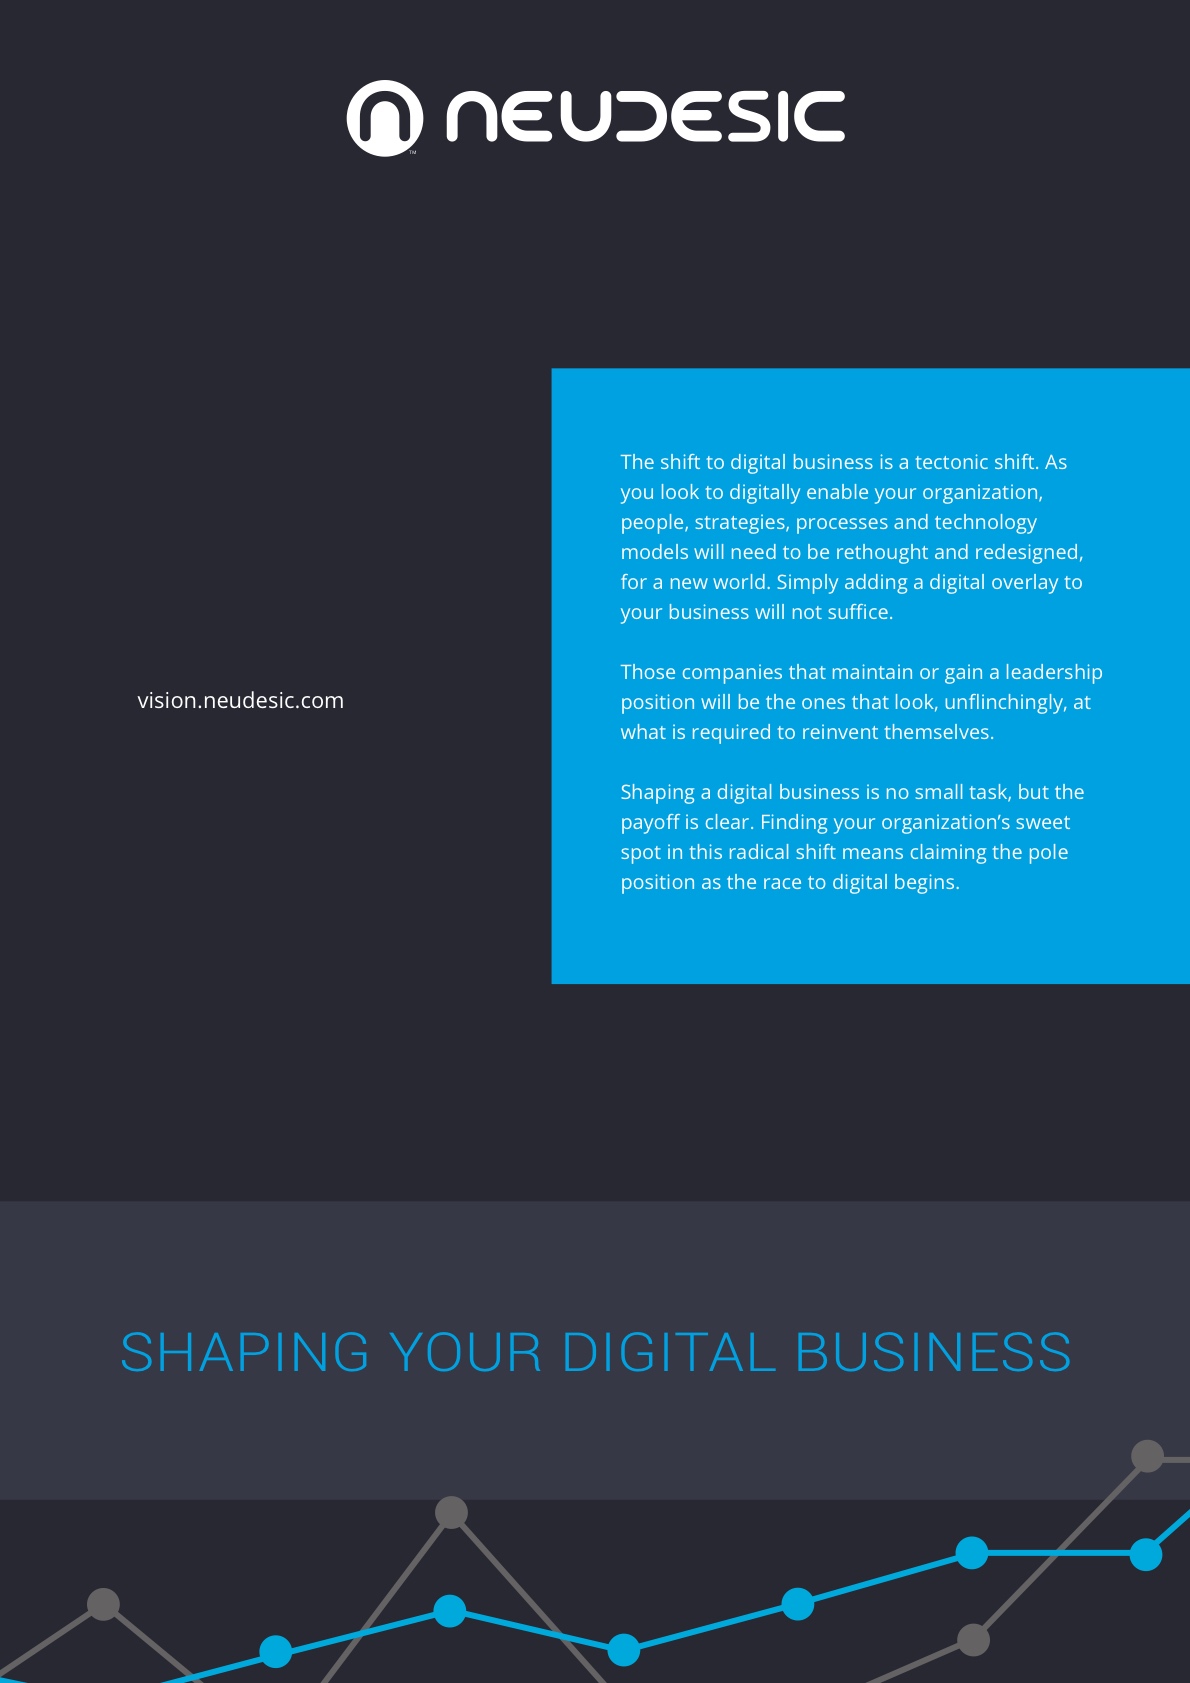 NEUDESIC
TM
The shift to digital business is a tectonic shift. As
you look to digitally enable your organization,
people, strategies, processes and technology
models will need to be rethought and redesigned,
for a new world. Simply adding a digital overlay to
your business will not suffice.
Those companies that maintain or gain a leadership
position will be the ones that look, unflinchingly, at
what is required to reinvent themselves.
Shaping a digital business is no small task, but the
payoff is clear. Finding your organization’s sweet
spot in this radical shift means claiming the pole
position as the race to digital begins.
vision.neudesic.com
SHAPING YOUR DIGITAL BUSINESS